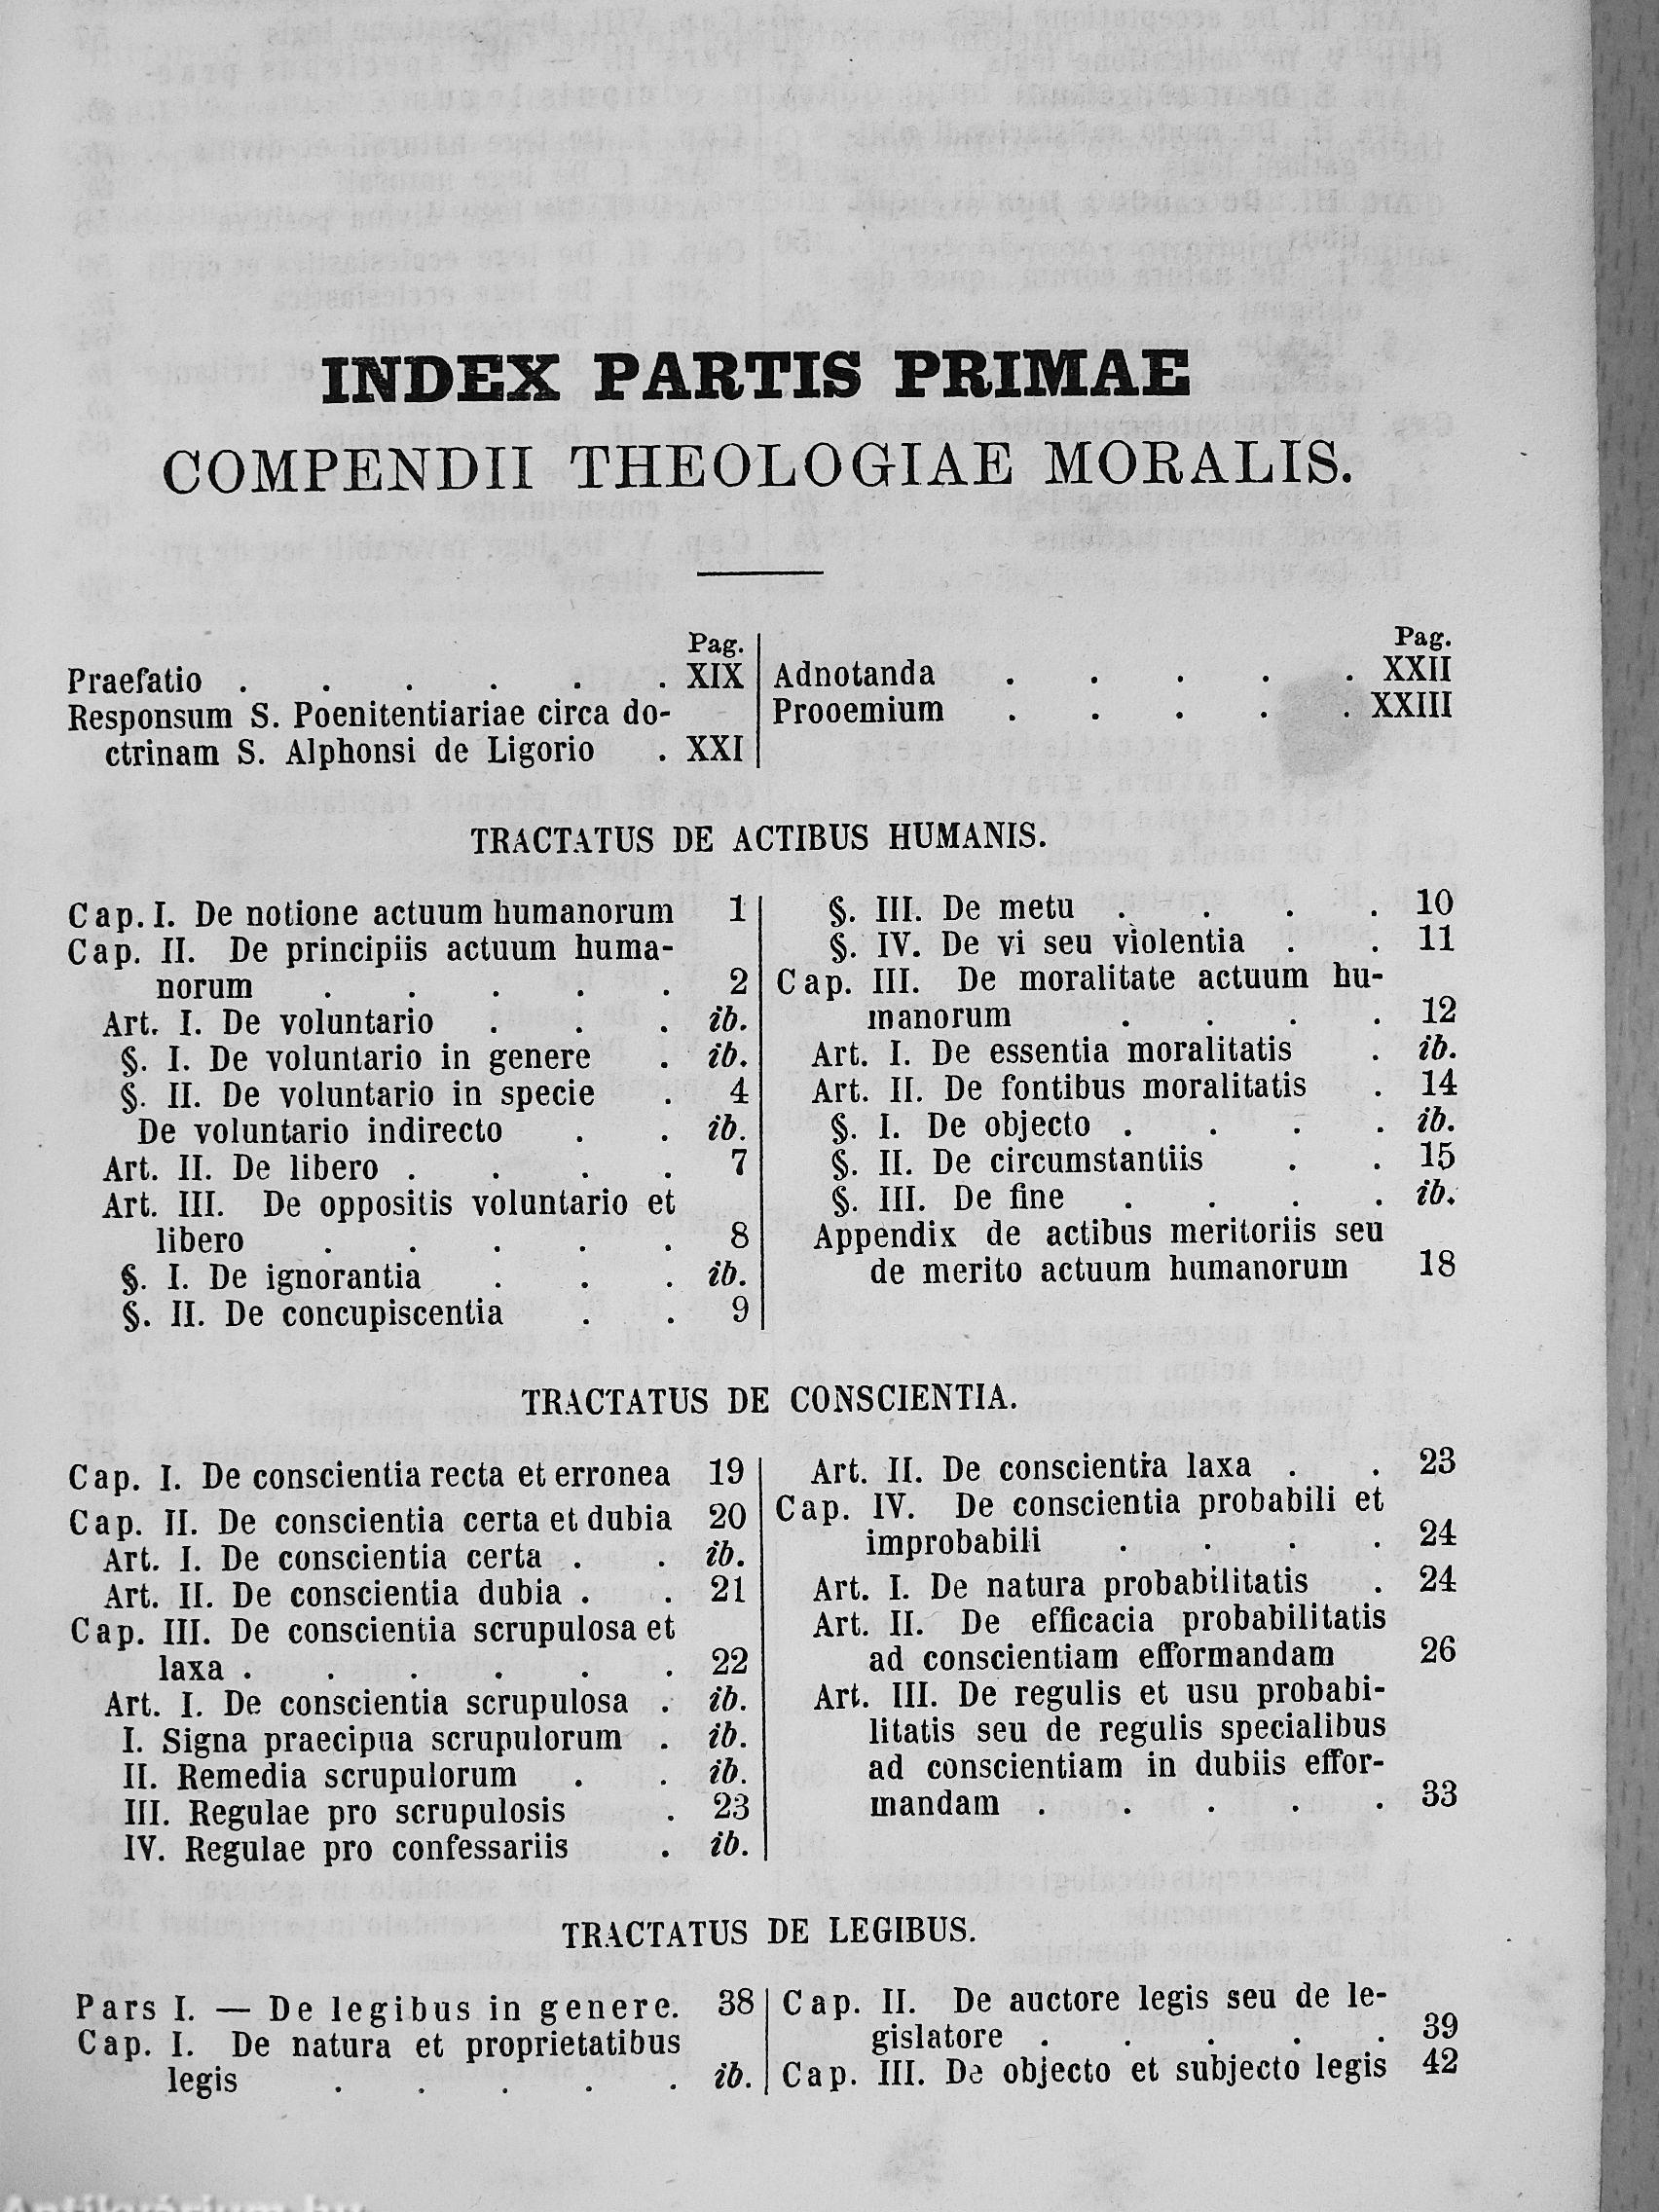 INDEX PARTIS PRIMAE
COMPENDII THEOLOGIAE MORALIS.
Pag.
Praefatio . . . . . . XIX
Responsum S. Poenitentiariae circa do-
ctrinam S. Alphonsi de Ligorio . XXI
Pag.
Adnotanda . . . . . XXII
Prooemium . . . . . XXIII
TRACTATUS DE ACTIBUS HUMANIS.
Cap. I. De notione actuum humanorum 1
Cap. II. De principiis actuum huma-
norum . . . . . 2
Art. I. De voluntario . . . ib.
§. I. De voluntario in genere . ib.
§. II. De voluntario in specie . 4
De voluntario indirecto . . ib.
Art. II. De libero . . . . 7
Art. III. De oppositis voluntario et
libero . . . . . 8
§. I. De ignorantia . . . ib.
§. II. De concupiscentia . . 9
§. III. De metu . . . . 10
§. IV. De vi seu violentia . . 11
Cap. III. De moralitate actuum hu-
manorum . . . . 12
Art. I. De essentia moralitatis . ib.
Art. II. De fontibus moralitatis . 14
§. I. De objecto . . . . ib.
§. II. De circumstantiis . . 15
§. III. De fine . . . . ib.
Appendix de actibus meritoriis seu
de merito actuum humanorum 18
TRACTATUS DE CONSCIENTIA.
Cap. I. De conscientia recta et erronea 19
Cap. II. De conscientia certa et dubia 20
Art. I. De conscientia certa . . ib.
Art. II. De conscientia dubia . . 21
Cap. III. De conscientia scrupulosa et
laxa . . . . . . 22
Art. I. De conscientia scrupulosa . ib.
I. Signa praecipua scrupulorum . ib.
II. Remedia scrupulorum . . ib.
III. Regulae pro scrupulosis . 23
IV. Regulae pro confessariis . ib.
Art. II. De conscientia laxa . . 23
Cap. IV. De conscientia probabili et
improbabili . . . . 24
Art. I. De natura probabilitatis . 24
Art. II. De efficacia probabilitatis
ad conscientiam efformandam 26
Art. III. De regulis et usu probabi-
litatis seu de regulis specialibus
ad conscientiam in dubiis effor-
mandam . . . . . 33
TRACTATUS DE LEGIBUS.
Pars I. — De legibus in genere. 38
Cap. I. De natura et proprietatibus
legis . . . . . ib.
Cap. II. De auctore legis seu de le-
gislatore . . . . . 39
Cap. III. De objecto et subjecto legis 42